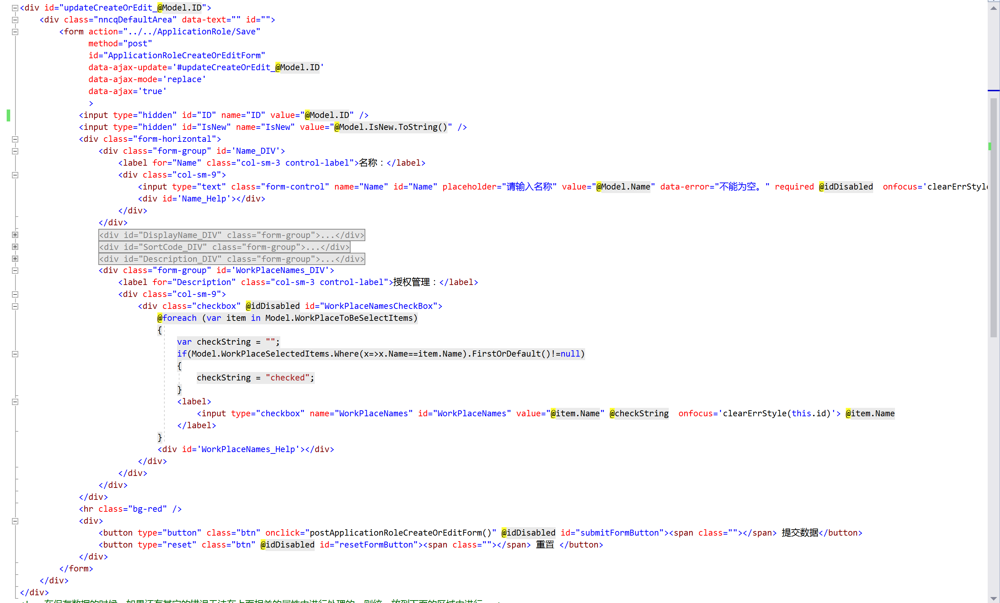 <div id="updateCreateOrEdit_@Model.ID">
<div class="nncqDefaultArea" data-text="" id="">
<form action="../../ApplicationRole/Save"
method="post"
id="ApplicationRoleCreateOrEditForm"
data-ajax-update='#updateCreateOrEdit_@Model.ID'
data-ajax-mode='replace'
data-ajax='true'
>
<input type="hidden" id="ID" name="ID" value="@Model.ID" />
<input type="hidden" id="IsNew" name="IsNew" value="@Model.IsNew.ToString()" />
<div class="form-horizontal">
<div class="form-group" id='Name_DIV'>
<label for="Name" class="col-sm-3 control-label">名称：</label>
<div class="col-sm-9">
<input type="text" class="form-control" name="Name" id="Name" placeholder="请输入名称" value="@Model.Name" data-error="不能为空。" required @idDisabled onfocus='clearErrStyle
<div id='Name_Help'></div>
</div>
</div>
<div id="DisplayName_DIV" class="form-group">...</div>
<div id="SortCode_DIV" class="form-group">...</div>
<div id="Description_DIV" class="form-group">...</div>
<div class="form-group" id='WorkPlaceNames_DIV'>
<label for="Description" class="col-sm-3 control-label">授权管理：</label>
<div class="col-sm-9">
<div class="checkbox" @idDisabled id="WorkPlaceNamesCheckBox">
@foreach (var item in Model.WorkPlaceToBeSelectItems)
{
var checkString = "";
if(Model.WorkPlaceSelectedItems.Where(x=>x.Name==item.Name).FirstOrDefault()!=null)
{
checkString = "checked";
}
<label>
<input type="checkbox" name="WorkPlaceNames" id="WorkPlaceNames" value="@item.Name" @checkString onfocus='clearErrStyle(this.id)'> @item.Name
</label>
}
<div id='WorkPlaceNames_Help'></div>
</div>
</div>
</div>
</div>
<hr class="bg-red" />
<div>
<button type="button" class="btn" onclick="postApplicationRoleCreateOrEditForm()" @idDisabled id="submitFormButton"><span class=""></span> 提交数据</button>
<button type="reset" class="btn" @idDisabled id="resetFormButton"><span class=""></span> 重置 </button>
</div>
</form>
</div>
</div>